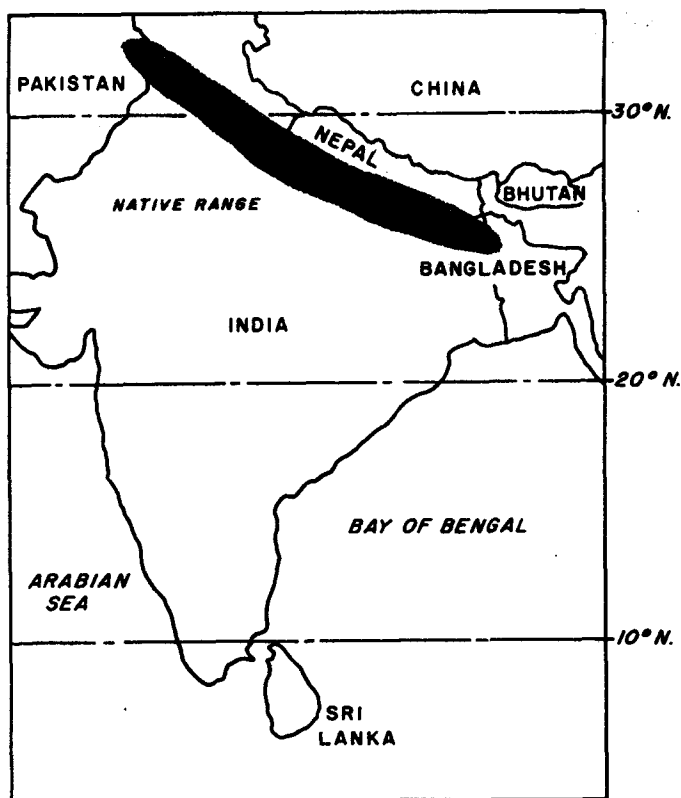 PAKISTAN
CHINA
30° N.
NEPAL
BHUTAN
NATIVE RANGE
BANGLADESH
INDIA
20° N.
BAY OF BENGAL
ARABIAN
SEA
10° N.
SRI
LANKA